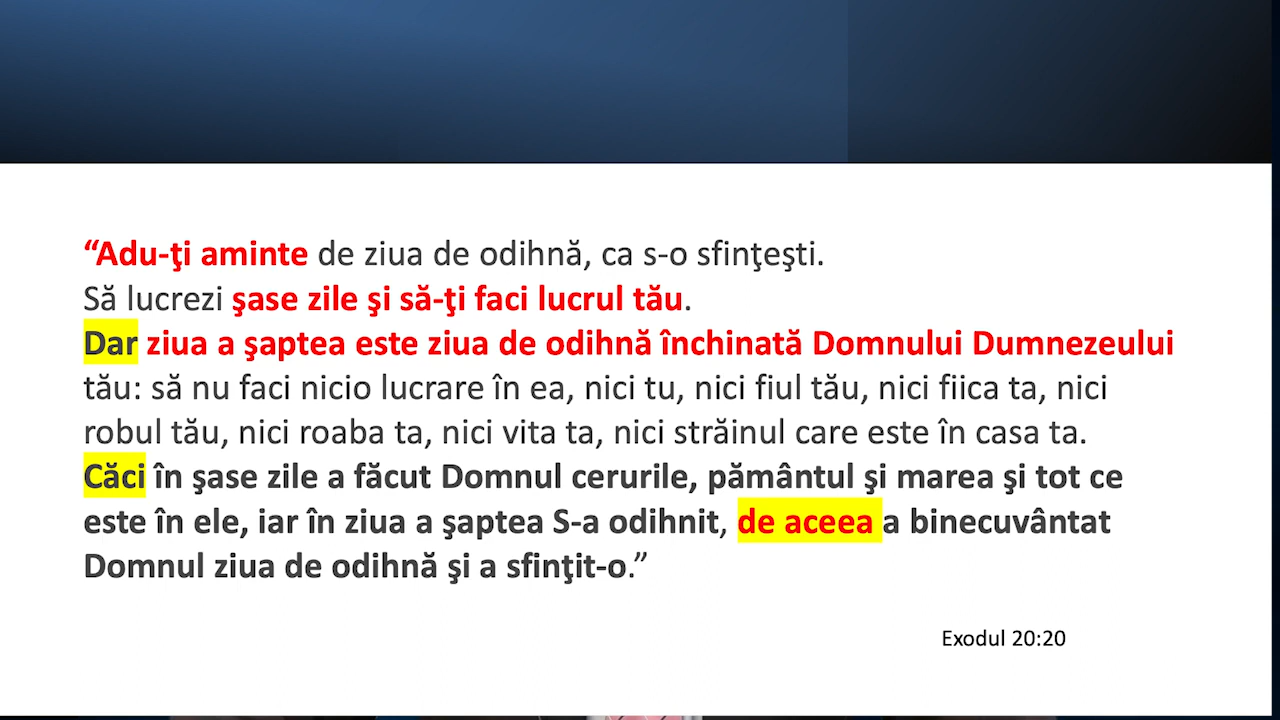 “Adu-ţi aminte de ziua de odihnă, ca s-o sfinţeşti.
Să lucrezi şase zile şi să-ţi faci lucrul tău.
Dar ziua a şaptea este ziua de odihnă închinată Domnului Dumnezeului
tău: să nu faci nicio lucrare în ea, nici tu, nici fiul tău, nici fiica ta, nici
robul tău, nici roaba ta, nici vita ta, nici străinul care este în casa ta.
Căci în şase zile a făcut Domnul cerurile, pământul şi marea şi tot ce
este în ele, iar în ziua a şaptea S-a odihnit, de aceea a binecuvântat
Domnul ziua de odihnă şi a sfinţit-o.”
Exodul 20:20